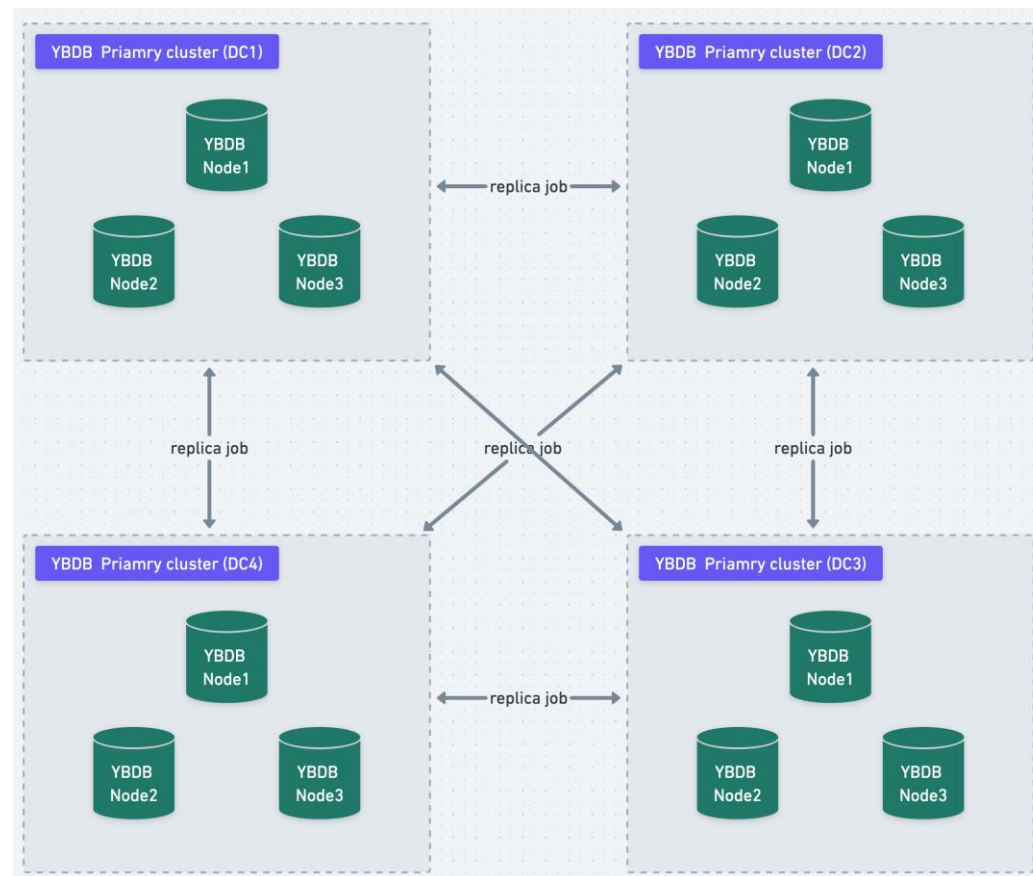 YBDB Priamry cluster (DC1)
YBDB
Node1
YBDB
Node2
YBDB
Node3
replica job
YBDB Priamry cluster (DC2)
YBDB
Node1
YBDB
Node2
YBDB
Node3
replica job
replica job
replica job
YBDB Priamry cluster (DC4)
YBDB
Node1
YBDB
Node2
YBDB
Node3
replica job
YBDB Priamry cluster (DC3)
YBDB
Node1
YBDB
Node2
YBDB
Node3